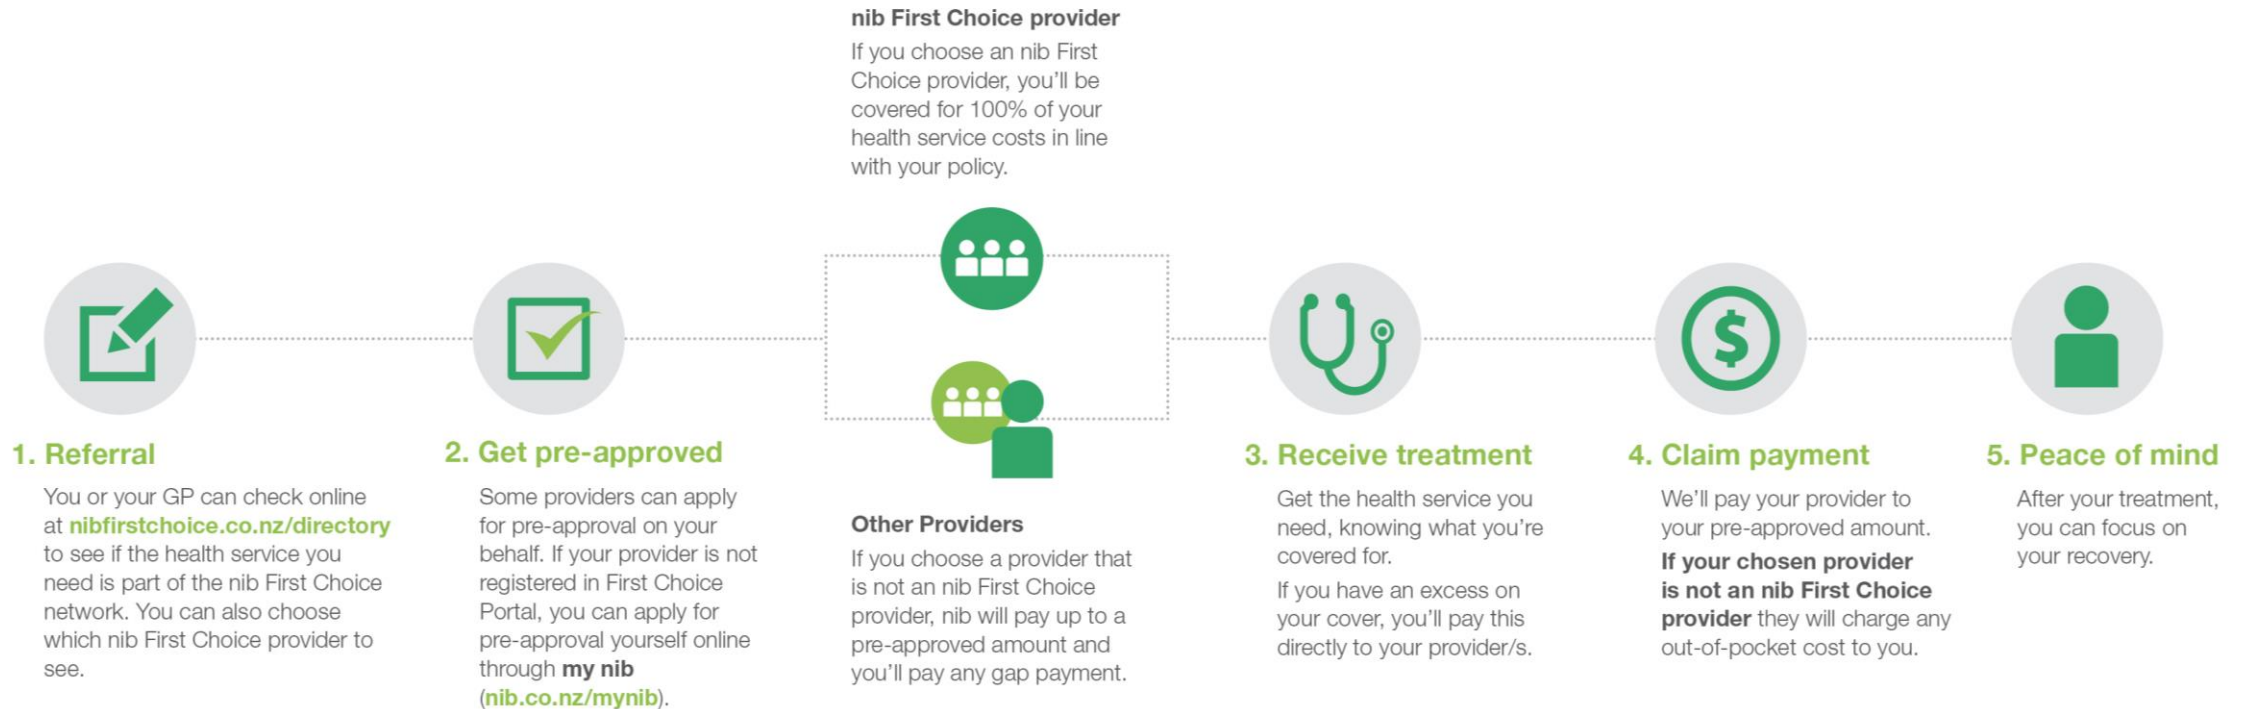 nib First Choice provider
If you choose an nib First
Choice provider, you'll be
covered for 100% of your
health service costs in line
with your policy.
1. Referral
You or your GP can check online
at nibfirstchoice.co.nz/directory
to see if the health service you
need is part of the nib First Choice
network. You can also choose
which nib First Choice provider to
see.
2. Get pre-approved
Some providers can apply
for pre-approval on your
behalf. If your provider is not
registered in First Choice
Portal, you can apply for
pre-approval yourself online
through my nib
(nib.co.nz/mynib).
Other Providers
If you choose a provider that
is not an nib First Choice
provider, nib will pay up to a
pre-approved amount and
you'll pay any gap payment.
3. Receive treatment
Get the health service you
need, knowing what you're
covered for.
If you have an excess on
your cover, you'll pay this
directly to your provider/s.
$
4. Claim payment
We'll pay your provider to
your pre-approved amount.
If your chosen provider
is not an nib First Choice
provider they will charge any
out-of-pocket cost to you.
5. Peace of mind
After your treatment,
you can focus on
your recovery.